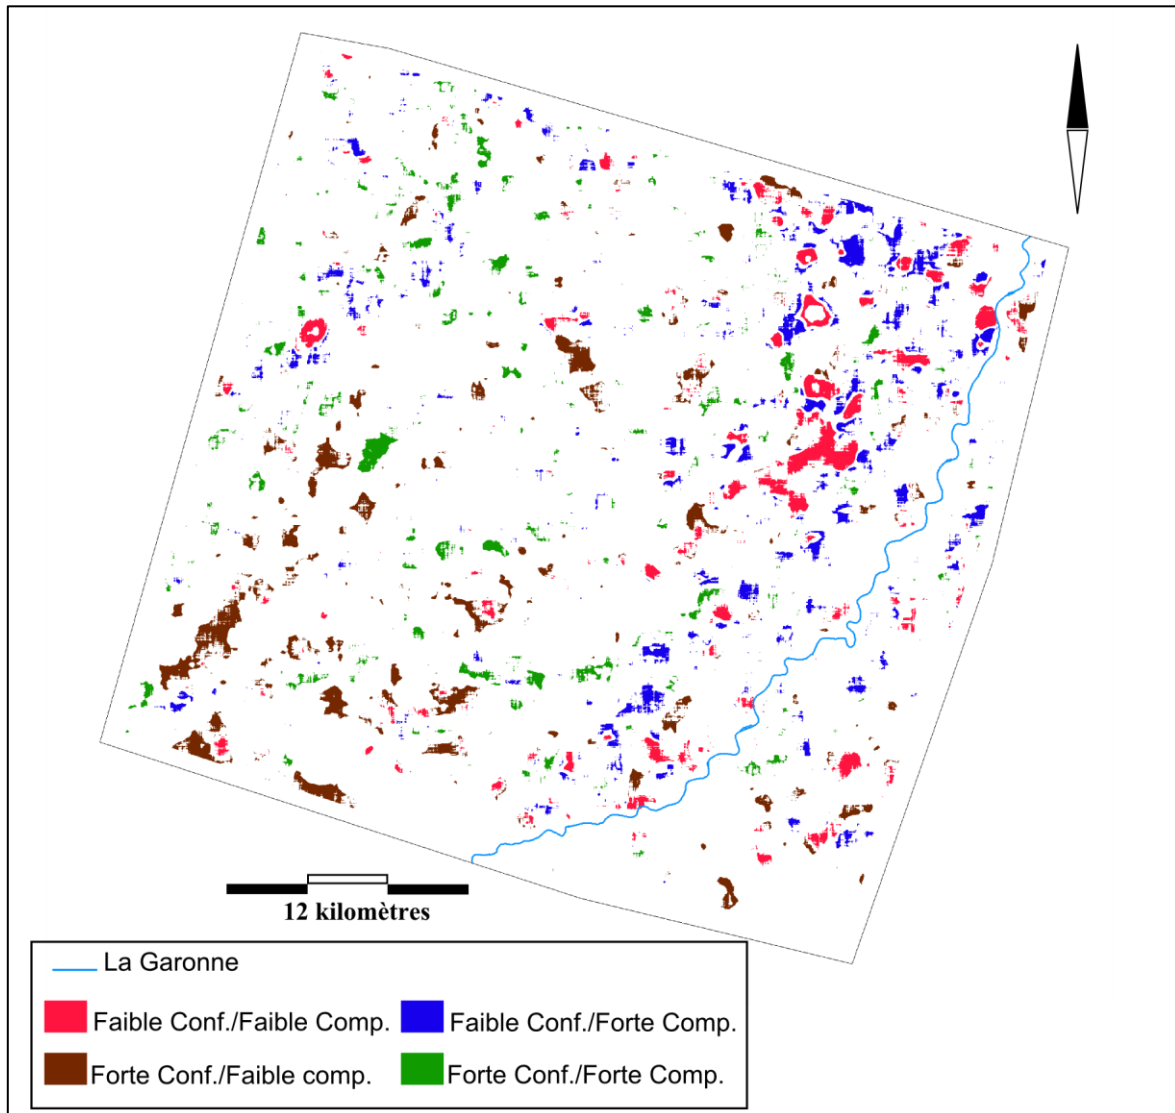 12 kilomètres
La Garonne
Faible Conf./Faible Comp.
Faible Conf./Forte Comp.
Forte Conf./Faible comp.
Forte Conf./Forte Comp.